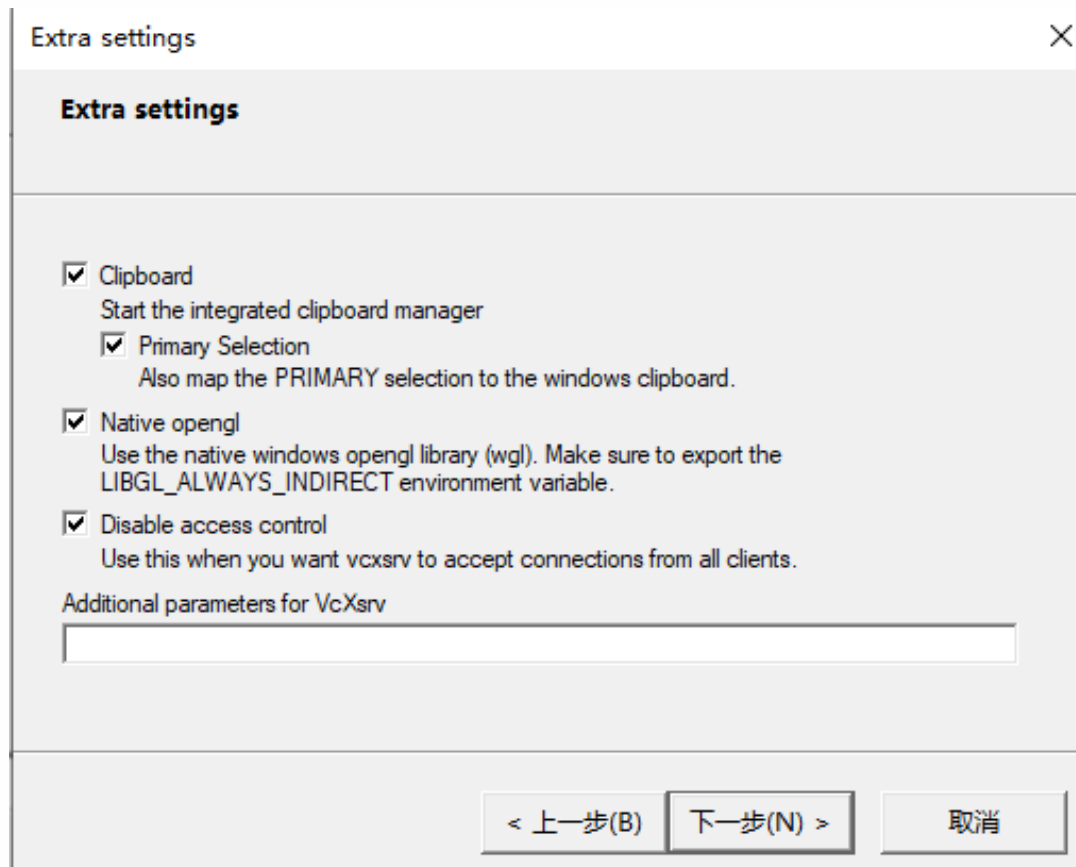 Extra settings
Extra settings
Clipboard
Start the integrated clipboard manager
Primary Selection
Also map the PRIMARY selection to the windows clipboard.
Native opengl
Use the native windows opengl library (wgl). Make sure to export the
LIBGL_ALWAYS_INDIRECT environment variable.
Disable access control
Use this when you want vcxsrv to accept connections from all clients.
Additional parameters for VcXsrv
< 上一步(B) 下一步(N) > 取消